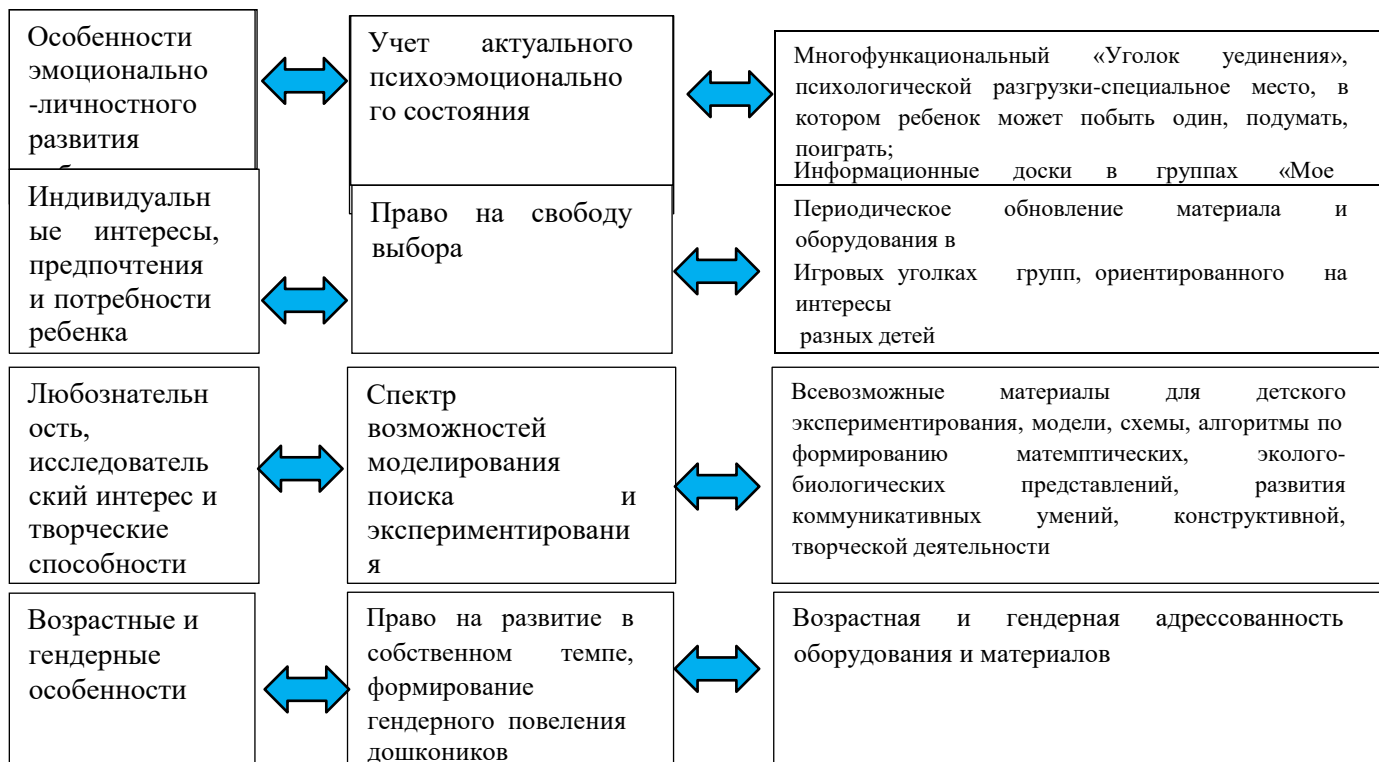 Особенности
эмоционально
-личностного
развития
Учет актуального
психоэмоционально
го состояния
Многофункациональный «Уголок уединения»,
психологической разгрузки-специальное место, в
котором ребенок может побыть один, подумать,
поиграть;
Информационные доски в группах «Мое
Индивидуальн
ые интересы,
предпочтения
и потребности
ребенка
Право на свободу
выбора
Периодическое обновление материала и
оборудования в
Игровых уголках групп, ориентированного на
интересы
разных детей
Любознательн
ость,
исследователь
ский интерес и
творческие
способности
Спектр
возможностей
моделирования
поиска и
экспериментировани
я
Всевозможные материалы для детского
экспериментирования, модели, схемы, алгоритмы по
формированию матемптических, эколого-
биологических представлений, развития
коммуникативных умений, конструктивной,
творческой деятельности
Возрастные и
гендерные
особенности
Право на развитие в
собственном темпе,
формирование
гендерного повеления
дошкоников
Возрастная и гендерная адрессованность
оборудования и материалов